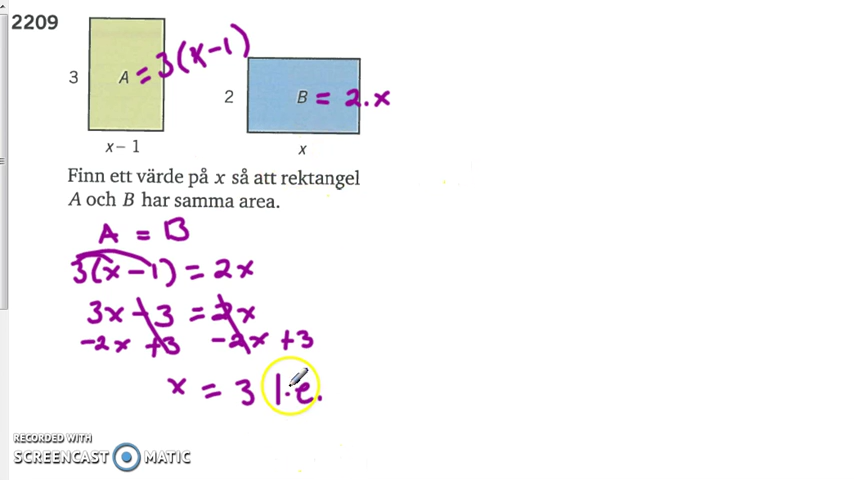 2209
3
A = 3(x-1)
2
B = 2·x
x – 1
x
Finn ett värde på x så att rektangel
A och B har samma area.
A = B
3(x-1) = 2x
3x -3 = 2x
-2x +3 -2x +3
x = 3 l.e.
RECORDED WITH
SCREENCAST MATIC